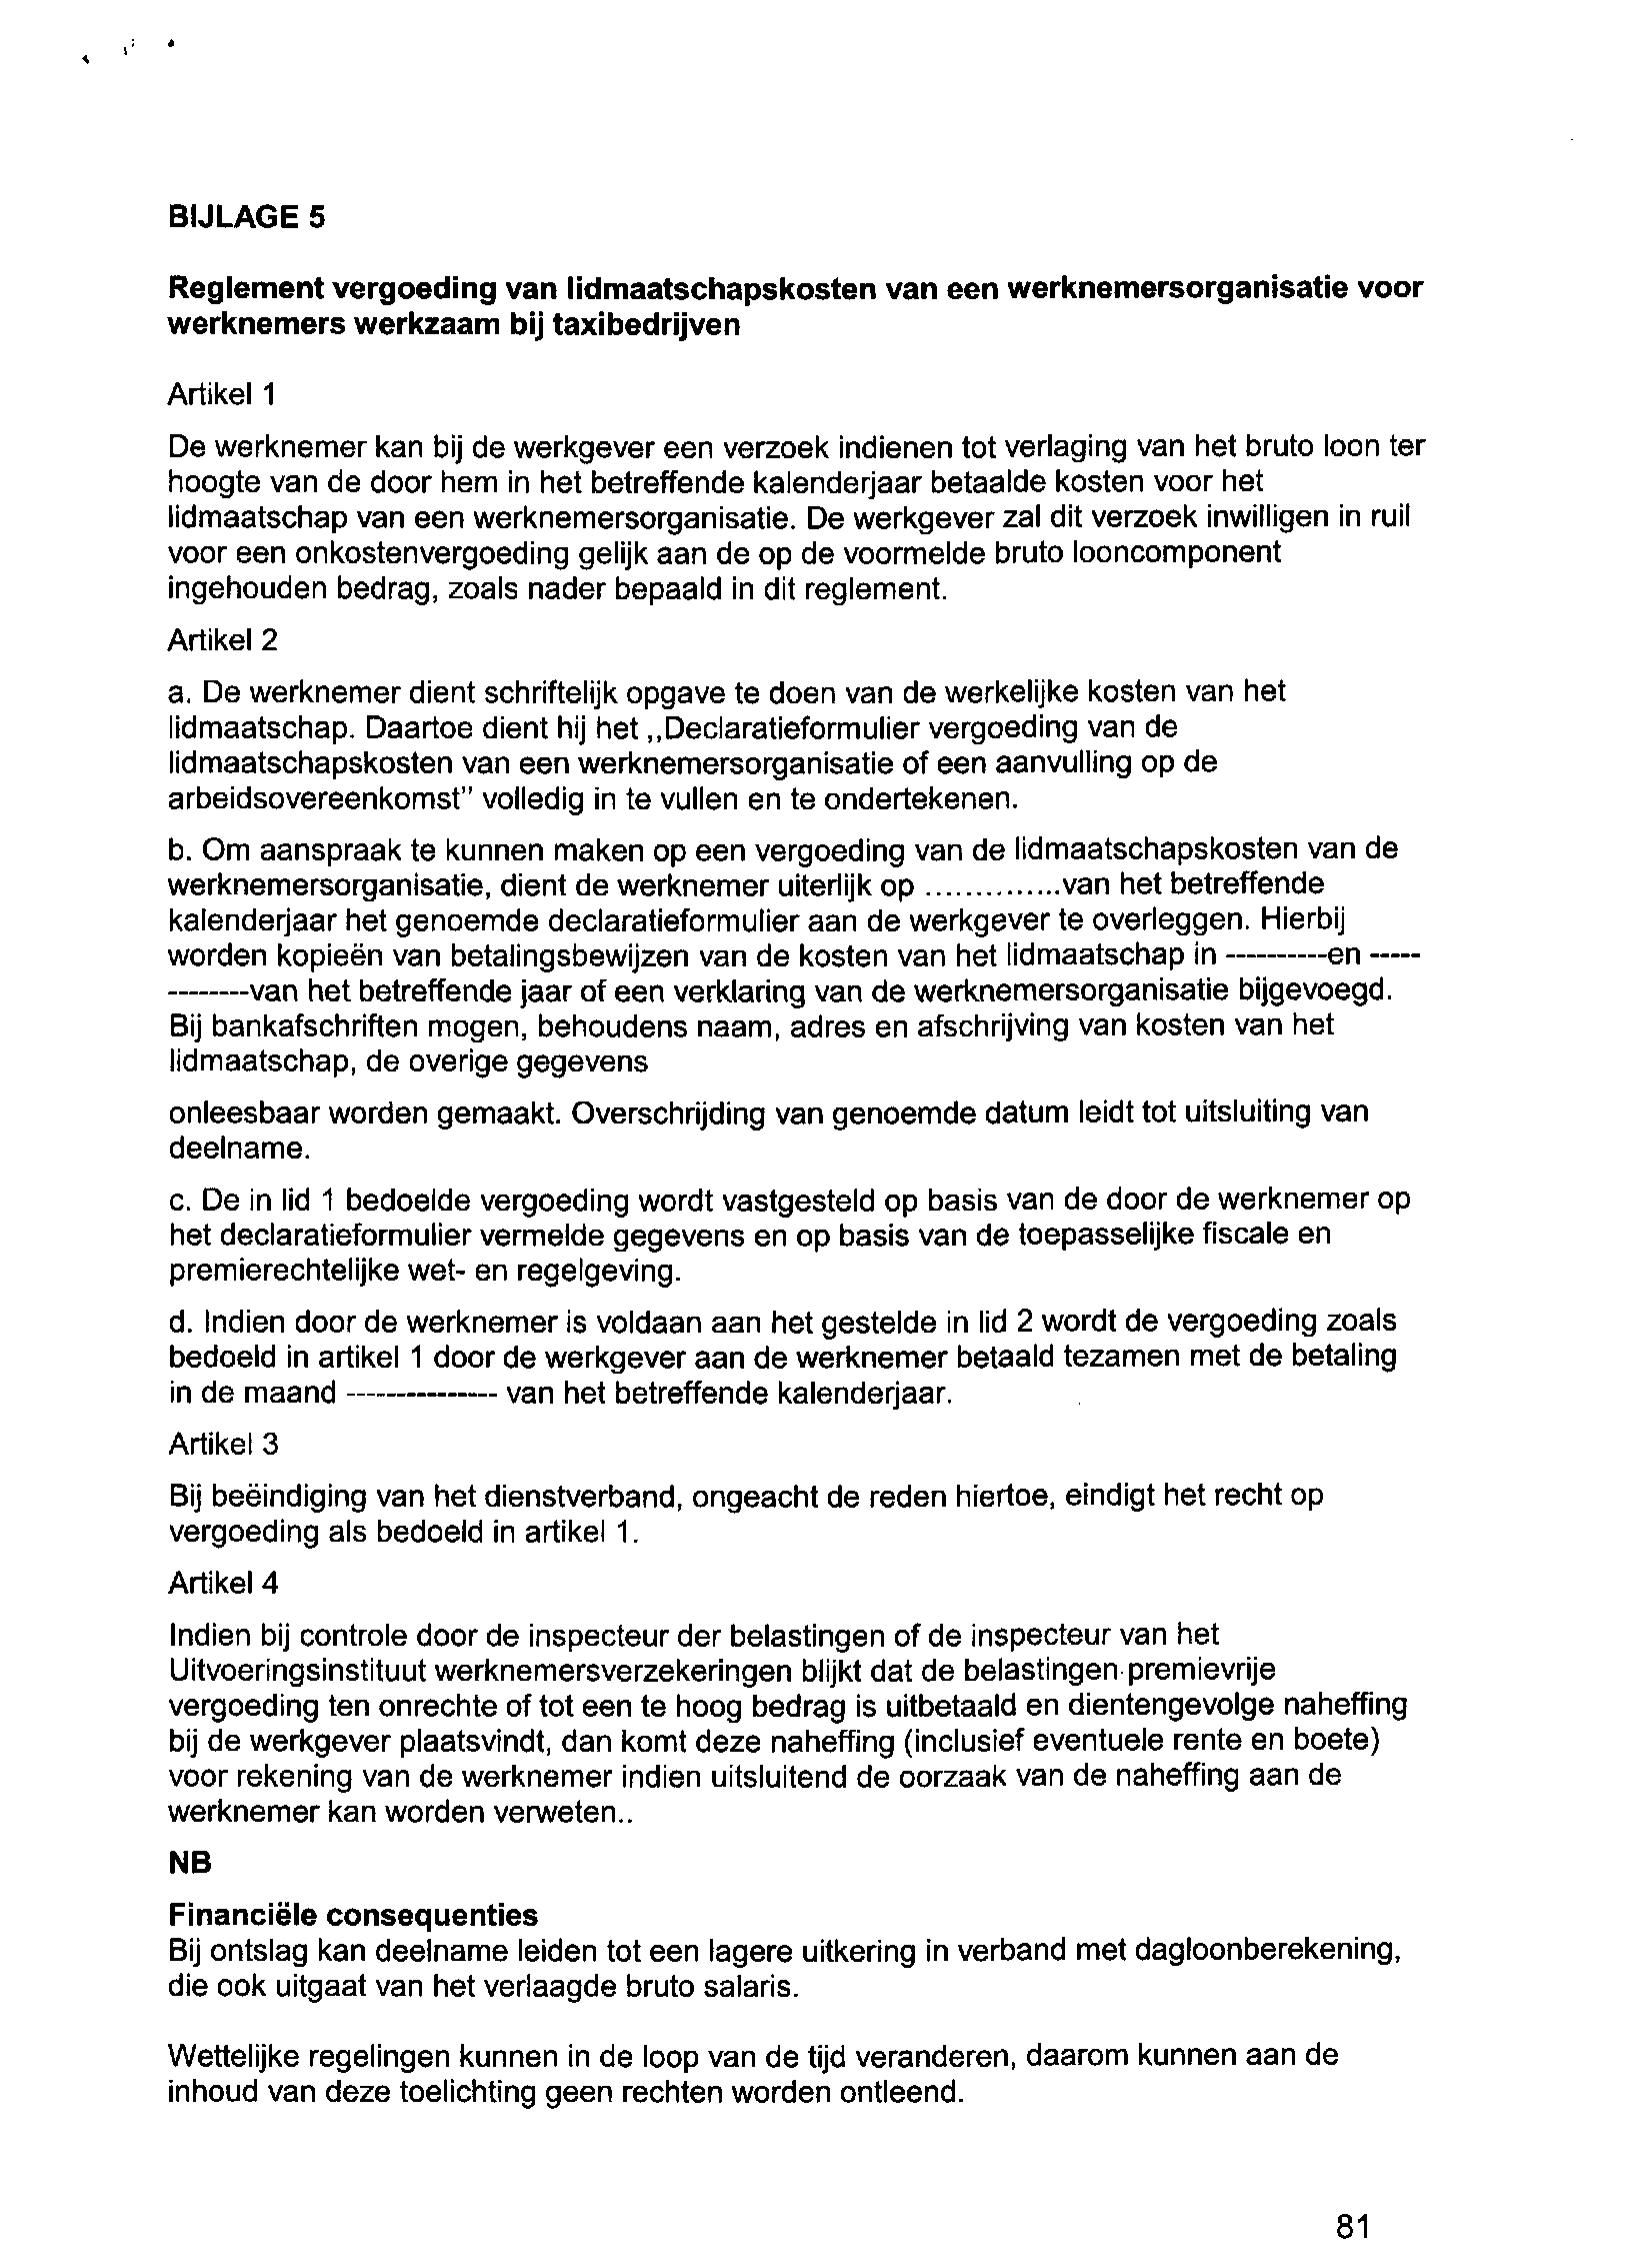 BIJLAGE 5
Reglement vergoeding van lidmaatschapskosten van een werknemersorganisatie voor
werknemers werkzaam bij taxibedrijven
Artikel 1
De werknemer kan bij de werkgever een verzoek indienen tot verlaging van het bruto loon ter
hoogte van de door hem in het betreffende kalenderjaar betaalde kosten voor het
lidmaatschap van een werknemersorganisatie. De werkgever zal dit verzoek inwilligen in ruil
voor een onkostenvergoeding gelijk aan de op de voormelde bruto looncomponent
ingehouden bedrag, zoals nader bepaald in dit reglement.
Artikel 2
a. De werknemer dient schriftelijk opgave te doen van de werkelijke kosten van het
lidmaatschap. Daartoe dient hij het ,,Declaratieformulier vergoeding van de
lidmaatschapskosten van een werknemersorganisatie of een aanvulling op de
arbeidsovereenkomst" volledig in te vullen en te ondertekenen.
b. Om aanspraak te kunnen maken op een vergoeding van de lidmaatschapskosten van de
werknemersorganisatie, dient de werknemer uiterlijk op ..............van het betreffende
kalenderjaar het genoemde declaratieformulier aan de werkgever te overleggen. Hierbij
worden kopieën van betalingsbewijzen van de kosten van het lidmaatschap in ----------en -----
--------van het betreffende jaar of een verklaring van de werknemersorganisatie bijgevoegd.
Bij bankafschriften mogen, behoudens naam, adres en afschrijving van kosten van het
lidmaatschap, de overige gegevens
onleesbaar worden gemaakt. Overschrijding van genoemde datum leidt tot uitsluiting van
deelname.
c. De in lid 1 bedoelde vergoeding wordt vastgesteld op basis van de door de werknemer op
het declaratieformulier vermelde gegevens en op basis van de toepasselijke fiscale en
premierechtelijke wet- en regelgeving.
d. Indien door de werknemer is voldaan aan het gestelde in lid 2 wordt de vergoeding zoals
bedoeld in artikel 1 door de werkgever aan de werknemer betaald tezamen met de betaling
in de maand --------------- van het betreffende kalenderjaar.
Artikel 3
Bij beëindiging van het dienstverband, ongeacht de reden hiertoe, eindigt het recht op
vergoeding als bedoeld in artikel 1.
Artikel 4
Indien bij controle door de inspecteur der belastingen of de inspecteur van het
Uitvoeringsinstituut werknemersverzekeringen blijkt dat de belastingen premievrije
vergoeding ten onrechte of tot een te hoog bedrag is uitbetaald en dientengevolge naheffing
bij de werkgever plaatsvindt, dan komt deze naheffing (inclusief eventuele rente en boete)
voor rekening van de werknemer indien uitsluitend de oorzaak van de naheffing aan de
werknemer kan worden verweten..
NB
Financiële consequenties
Bij ontslag kan deelname leiden tot een lagere uitkering in verband met dagloonberekening,
die ook uitgaat van het verlaagde bruto salaris.
Wettelijke regelingen kunnen in de loop van de tijd veranderen, daarom kunnen aan de
inhoud van deze toelichting geen rechten worden ontleend.
81